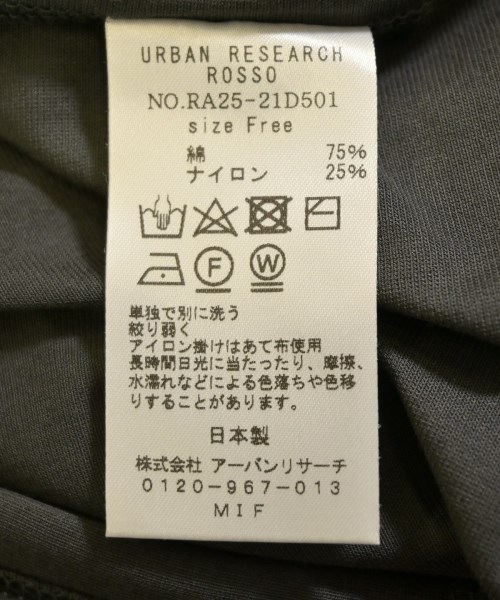 URBAN RESEARCH
ROSSO
NO.RA25-21D501
size Free
綿 75%
ナイロン 25%
F W
単独で別に洗う
絞り弱く
アイロン掛けはあて布使用
長時間日光に当たったり、摩擦、
水濡れなどによる色落ちや色移
りすることがあります。
日本製
株式会社 アーバンリサーチ
0120-967-013
MIF